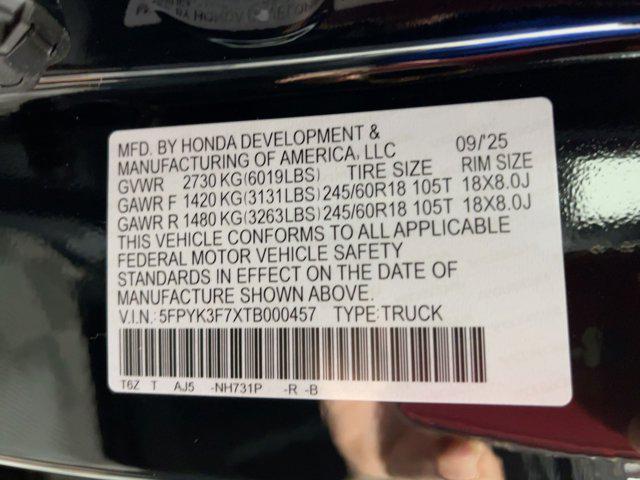 MFD. BY HONDA DEVELOPMENT &
MANUFACTURING OF AMERICA, LLC 09/'25
GVWR 2730 KG(6019LBS) TIRE SIZE RIM SIZE
GAWR F 1420 KG(3131LBS) 245/60R18 105T 18X8.0J
GAWR R 1480 KG(3263LBS) 245/60R18 105T 18X8.0J
THIS VEHICLE CONFORMS TO ALL APPLICABLE
FEDERAL MOTOR VEHICLE SAFETY
STANDARDS IN EFFECT ON THE DATE OF
MANUFACTURE SHOWN ABOVE.
V.I.N.: 5FPYK3F7XTB000457 TYPE:TRUCK
T6Z T AJ5 -NH731P -R -B